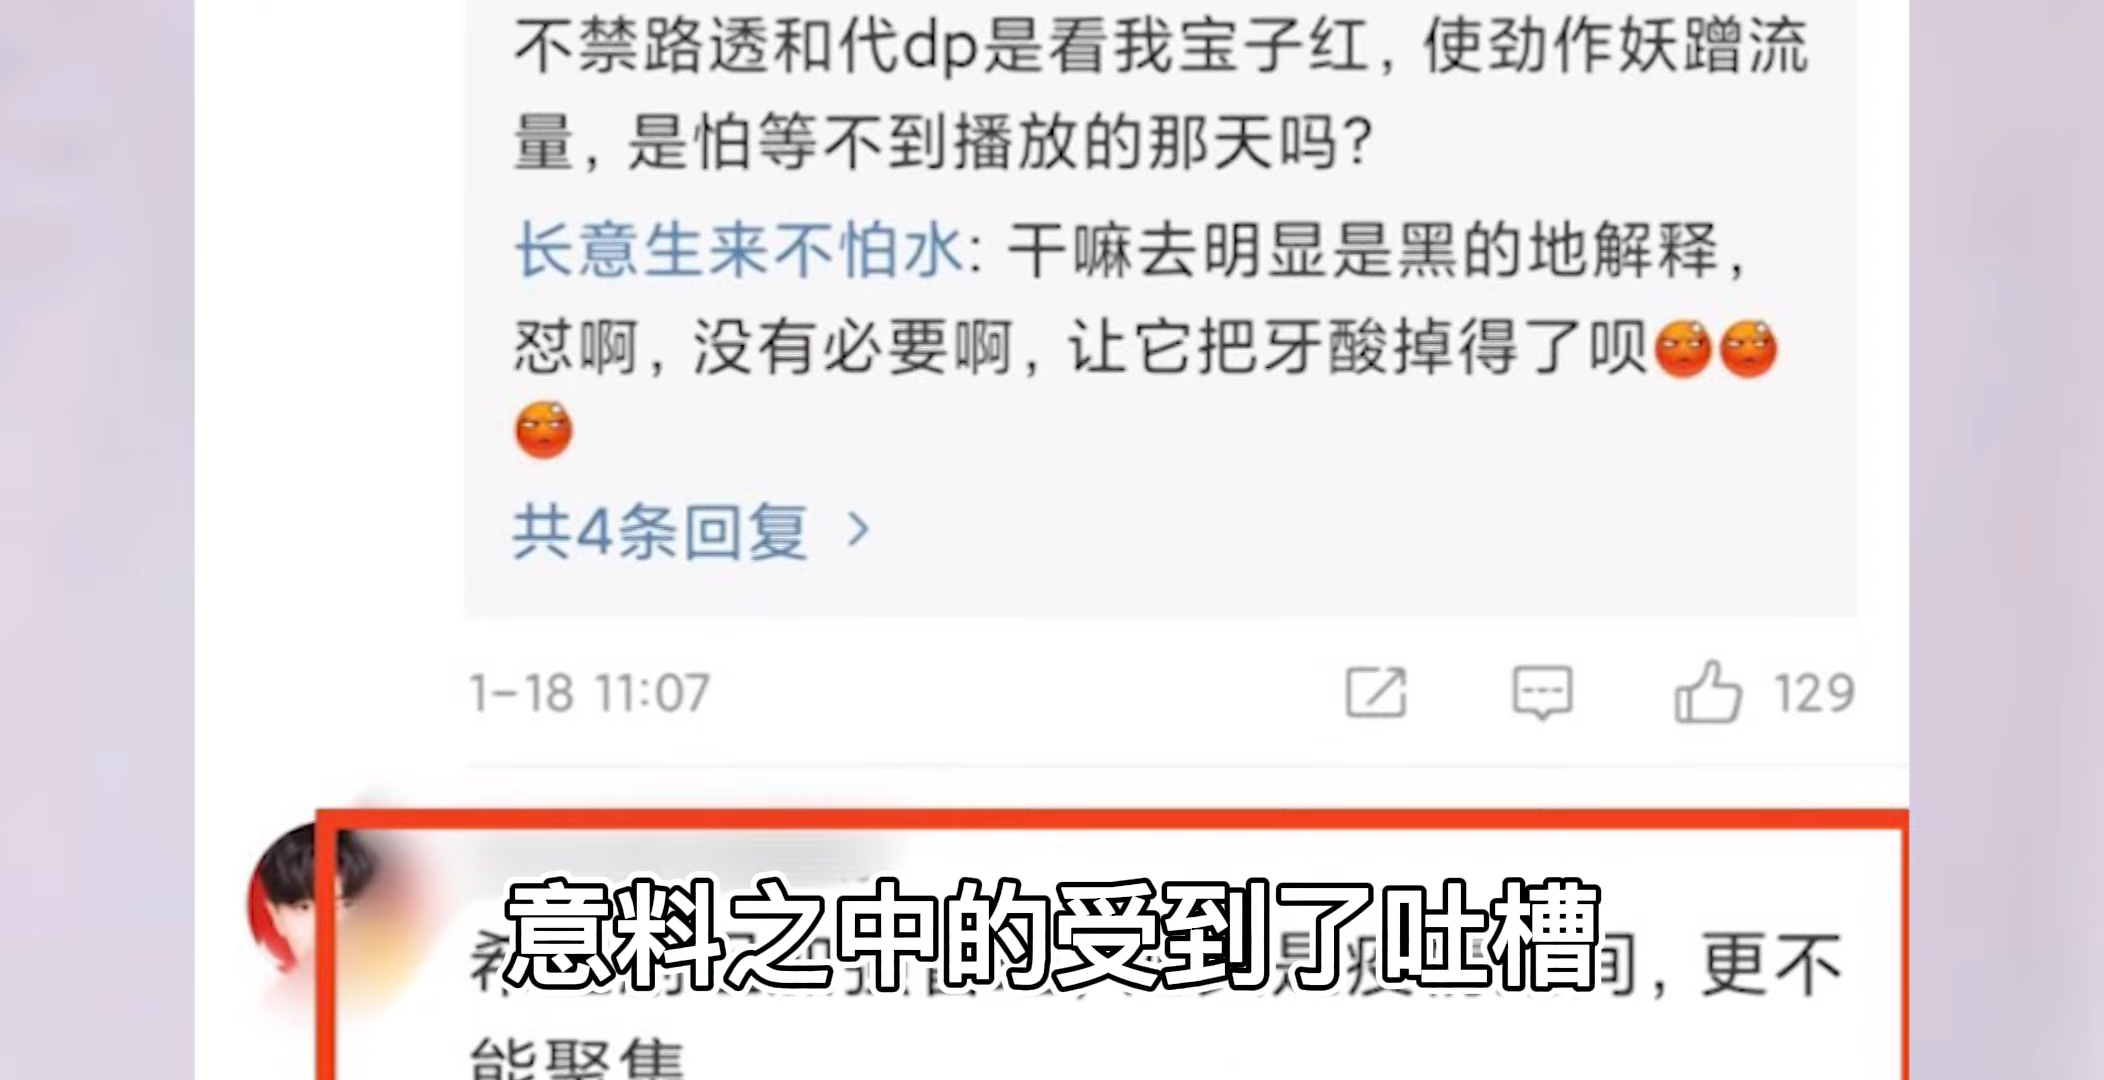 不禁路透和代dp是看我宝子红，使劲作妖蹭流
量，是怕等不到播放的那天吗？
长意生来不怕水：干嘛去明显是黑的地解释，
怼啊，没有必要啊，让它把牙酸掉得了呗
共4条回复 >
1-18 11:07
129
意料之中的受到了吐槽
间，更不
能聚集